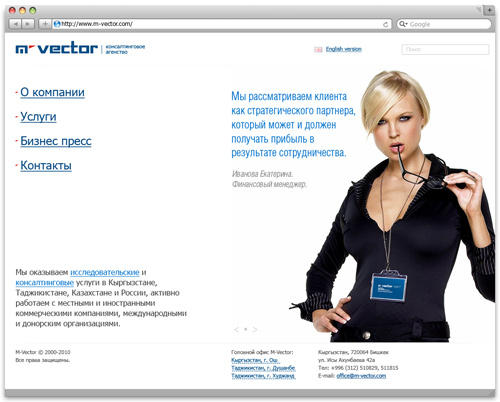 http://www.m-vector.com/
Google
m-vector
консалтинговое
агенство
English version
Поиск
О компании
Услуги
Бизнес пресс
Контакты
Мы рассматриваем клиента
как стратегического партнера,
который может и должен
получать прибыль в
результате сотрудничества.
Иванова Екатерина.
Финансовый менеджер.
m-vector
Мы оказываем исследовательские и
консалтинговые услуги в Кыргызстане,
Таджикистане, Казахстане и России, активно
работаем с местными и иностранными
коммерческими компаниями, международными
и донорским организациями.
M-Vector © 2000-2010
Все права защищены.
Головной офис M-Vector:
Кыргызстан, г. Ош
Таджикистан, г. Душанбе
Таджикистан, г. Худжанд
Кыргызстан, 720064 Бишкек
ул. Исы Ахунбаева 42а
Тел: +996 (312) 510829, 511815
E-mail: office@m-vector.com